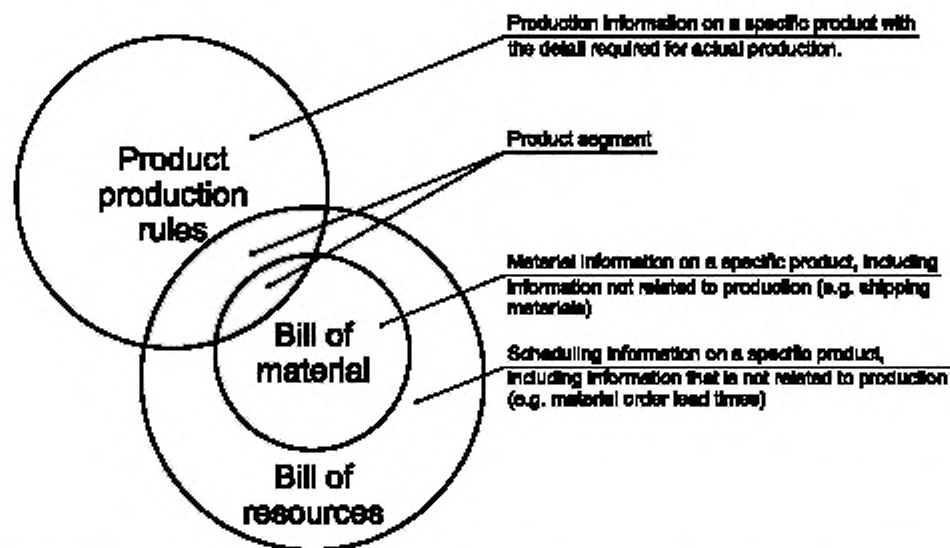 Production information on a specific product with
the detail required for actual production.
Product segment
Product
production
rules
Material information on a specific product, including
information not related to production (e.g. shipping
materials)
Bill of
material
Scheduling information on a specific product,
including information that is not related to production
(e.g. material order lead times)
Bill of
resources